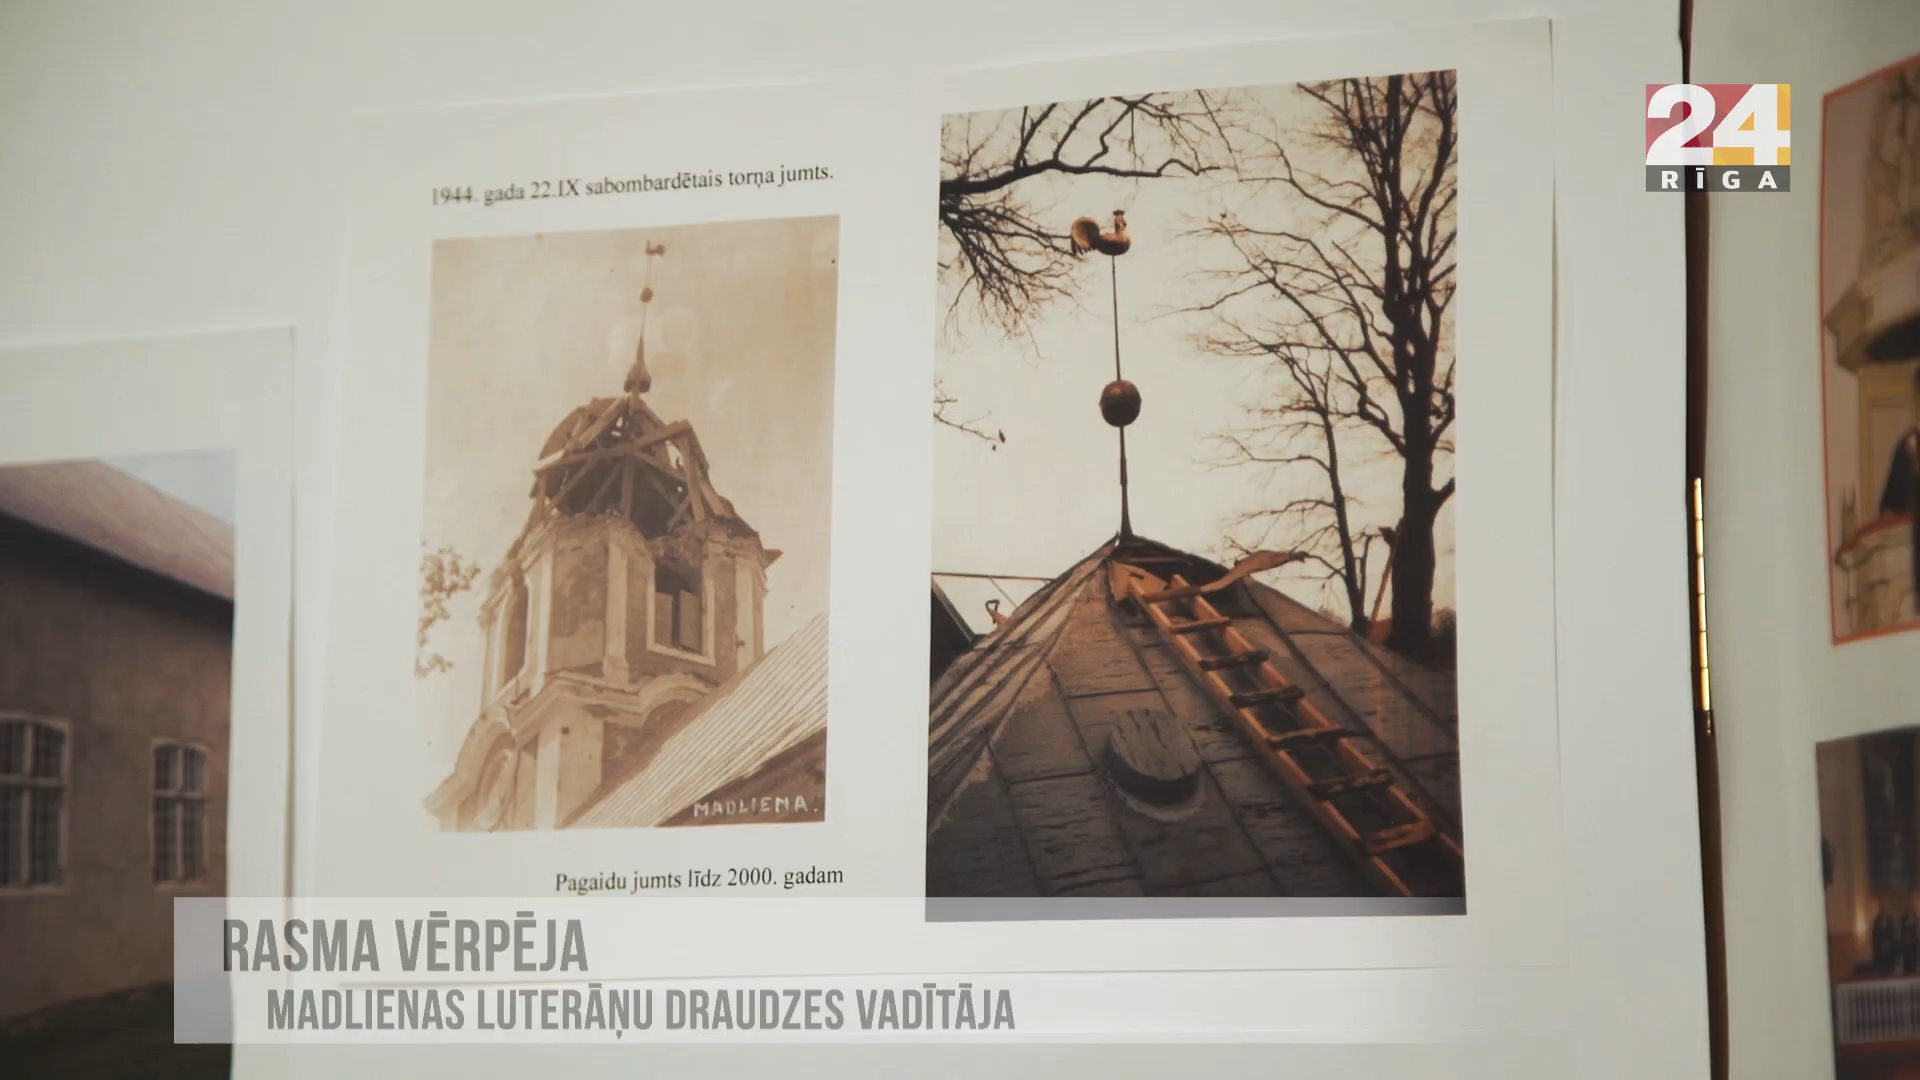 24
RĪGA
1944. gada 22.IX sabombardētais torņa jumts.
MADLIENA.
Pagaidu jumts līdz 2000. gadam
RASMA VĒRPĒJA
MADLIENAS LUTERĀŅU DRAUDZES VADĪTĀJA